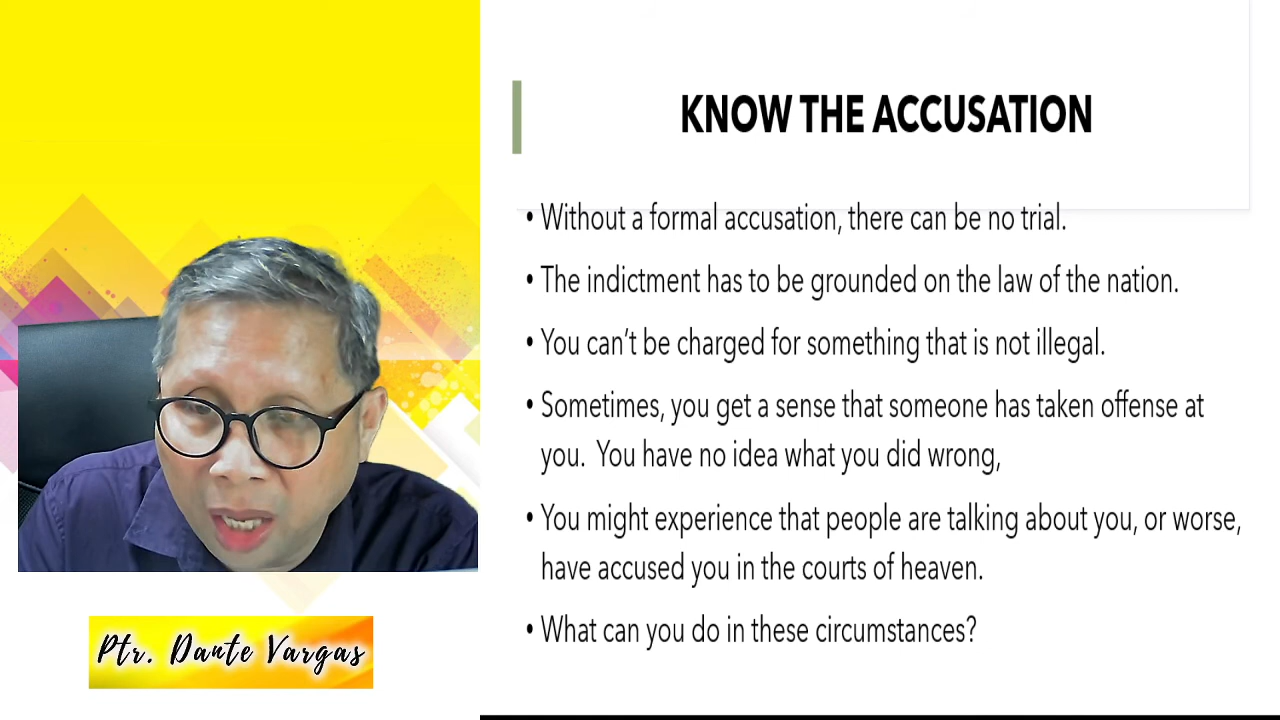 KNOW THE ACCUSATION
• Without a formal accusation, there can be no trial.
• The indictment has to be grounded on the law of the nation.
• You can't be charged for something that is not illegal.
• Sometimes, you get a sense that someone has taken offense at
you.  You have no idea what you did wrong,
• You might experience that people are talking about you, or worse,
have accused you in the courts of heaven.
• What can you do in these circumstances?
Ptr. Dante Vargas